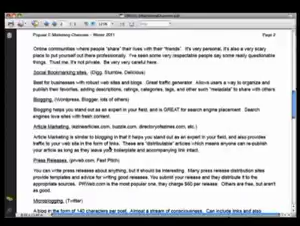 Page 2
Online communities where people "share" their lives with their "friends". It's very personal, it's also a very scary
place to put yourself out there professionally. I've seen some very respectable people say some really questionable
things. Trust me, it's not private. Be very very careful here.
Social Bookmarking sites. (Digg, Stumble, Delicious)
Best for businesses with robust web sites and blogs. Great traffic generator. Allows users a way to organize and
publish their favorites, adding descriptions, ratings, categories, tags, and other such "metadata" to share with others
Blogging. (Wordpress, Blogger, lots of others)
Blogging helps you stand out as an expert in your field, and is GREAT for search engine placement. Search
engines love sites with fresh content.
Article Marketing. (ezinearticles.com, buzzle.com, directoryofarticles.com, etc.)
Article Marketing is similar to blogging in that it helps you stand out as an expert in your field, and also provides
traffic to your web site in the form of links. These are "distributable" articles which means anyone can re-publish
your article as long as they leave your boilerplate and accompanying link intact.
Press Releases. (prweb.com, Fast Pitch)
You can write press releases about anything, but it should be interesting. Many press release distribution sites
provide templates and advice for writing good releases. You submit your release and they distribute it to the
appropriate sources. PRWeb.com is the most popular one, they charge $80 per release. Others are free, but aren't
as good.
(Twitter)
A blog in the form of 140 characters per post. Almost a stream of consciousness. Can include links and also